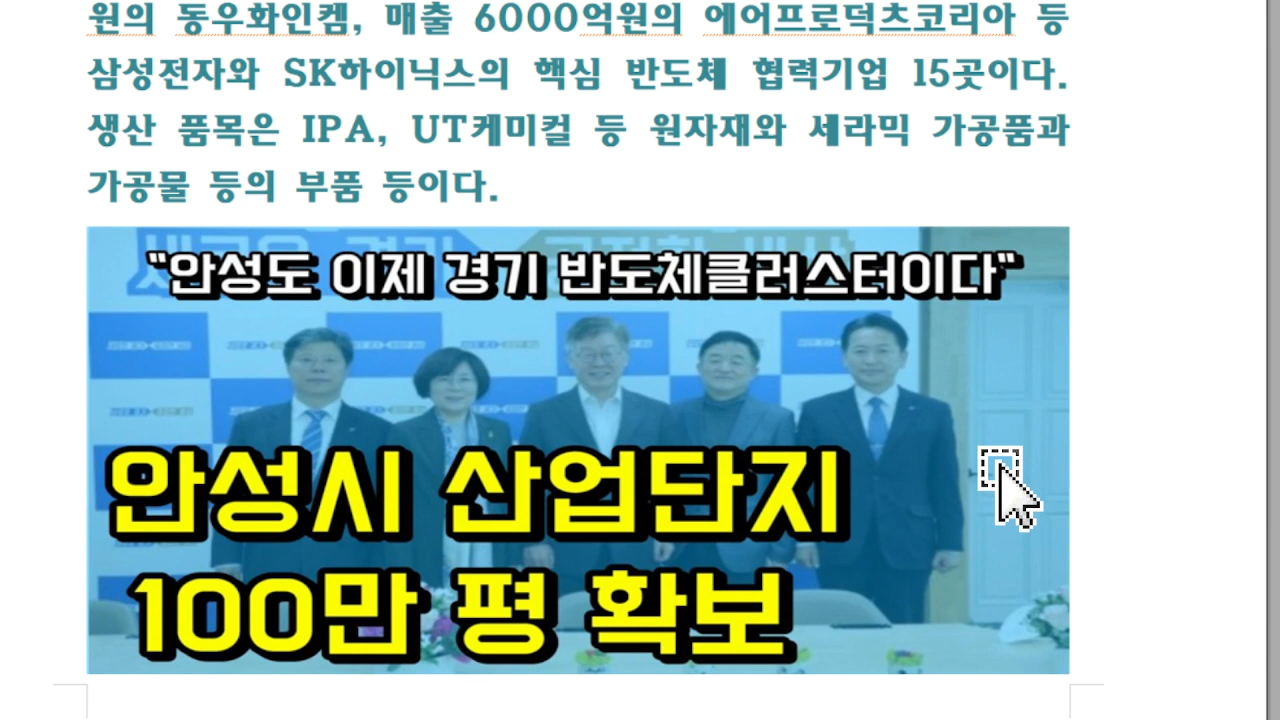 원의 동우화인켐, 매출 6000억원의 에어프로덕츠코리아 등
삼성전자와 SK하이닉스의 핵심 반도체 협력기업 15곳이다.
생산 품목은 IPA, UT케미컬 등 원자재와 세라믹 가공품과
가공물 등의 부품 등이다.
"안성도 이제 경기 반도체클러스터이다"
안성시 산업단지
100만 평 확보